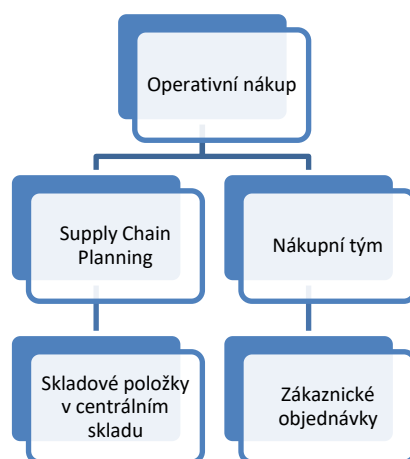 Operativní nákup
Supply Chain
Planning
Nákupní tým
Skladové položky
v centrálním
skladu
Zákaznické
objednávky